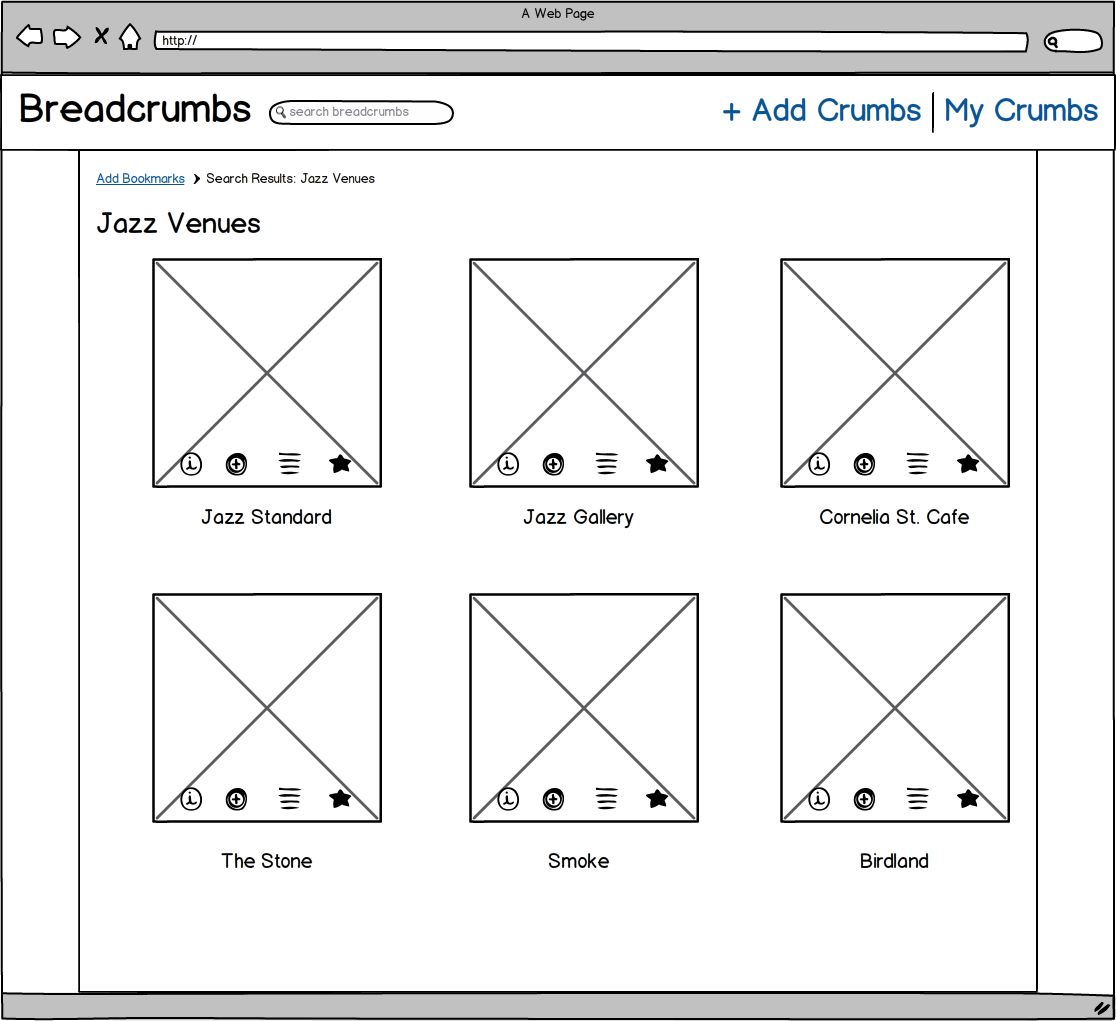 A Web Page
http://
Breadcrumbs
search breadcrumbs
+ Add Crumbs
My Crumbs
Add Bookmarks
Search Results: Jazz Venues
Jazz Venues
Jazz Standard
Jazz Gallery
Cornelia St. Cafe
The Stone
Smoke
Birdland